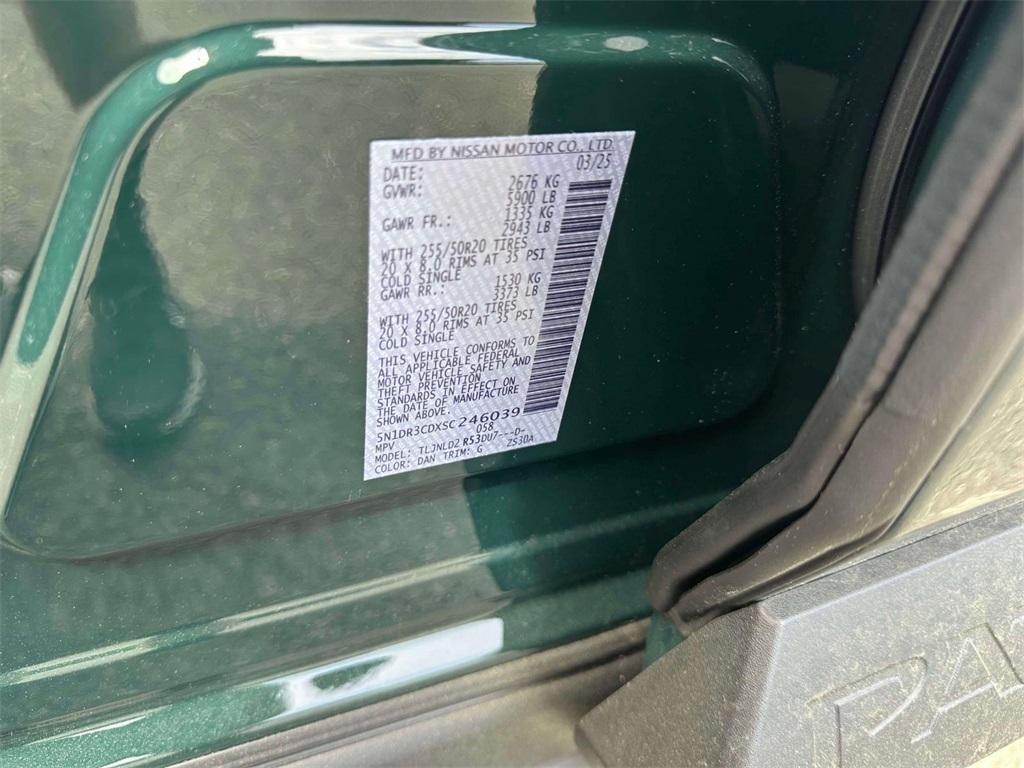 MFD BY NISSAN MOTOR CO., LTD.
DATE: 03/25
GVWR: 2676 KG
5900 LB
GAWR FR.: 1335 KG
2943 LB
WITH 255/50R20 TIRES
20 X 8.0 RIMS AT 35 PSI
COLD SINGLE
GAWR RR.: 1530 KG
3373 LB
WITH 255/50R20 TIRES
20 X 8.0 RIMS AT 35 PSI
COLD SINGLE
THIS VEHICLE CONFORMS TO
ALL APPLICABLE FEDERAL
MOTOR VEHICLE SAFETY AND
THEFT PREVENTION
STANDARDS IN EFFECT ON
THE DATE OF MANUFACTURE
SHOWN ABOVE.
5N1DR3CDXSC246039
MPV 058
MODEL: TLJNLD2 R53DU7---D-
COLOR: DAN TRIM: G ZS30A
PA